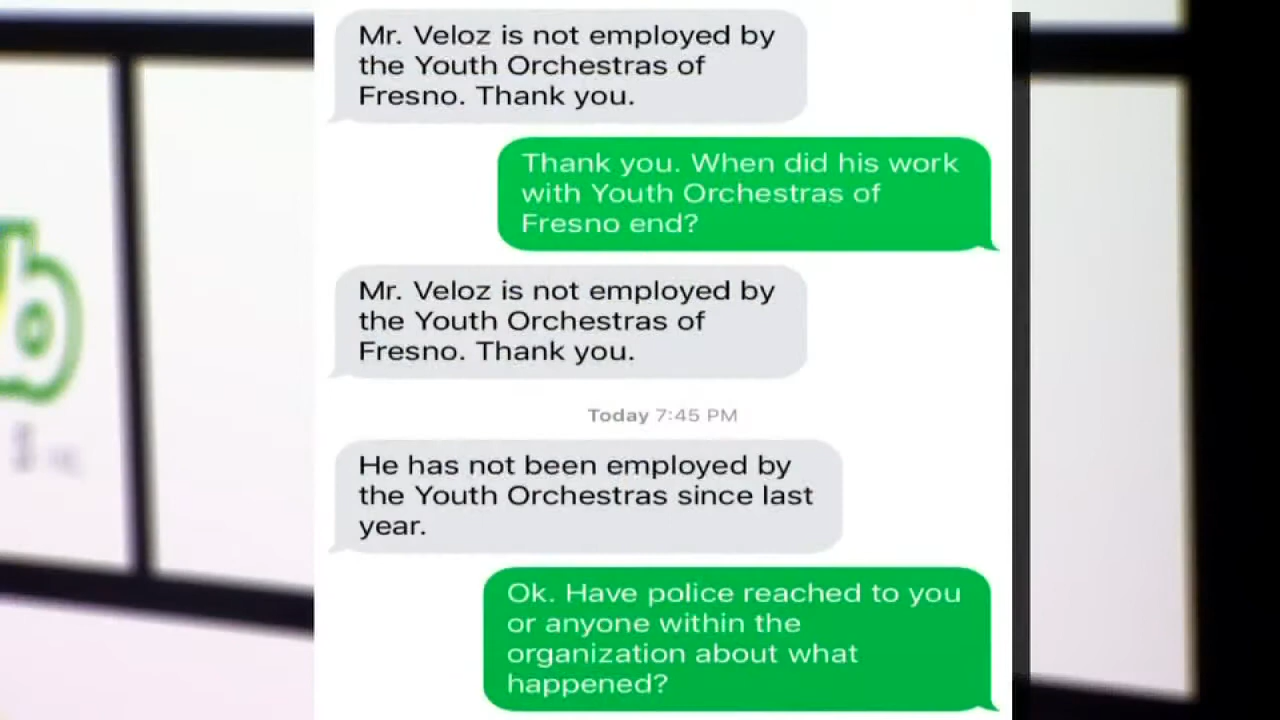 Mr. Veloz is not employed by
the Youth Orchestras of
Fresno. Thank you.
Thank you. When did his work
with Youth Orchestras of
Fresno end?
Mr. Veloz is not employed by
the Youth Orchestras of
Fresno. Thank you.
Today 7:45 PM
He has not been employed by
the Youth Orchestras since last
year.
Ok. Have police reached to you
or anyone within the
organization about what
happened?